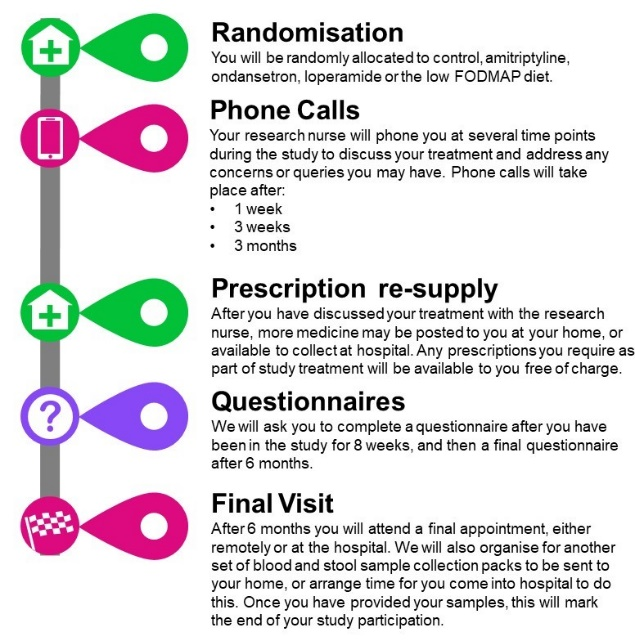 Randomisation
You will be randomly allocated to control, amitriptyline,
ondansetron, loperamide or the low FODMAP diet.
Phone Calls
Your research nurse will phone you at several time points
during the study to discuss your treatment and address any
concerns or queries you may have. Phone calls will take
place after:
• 1 week
• 3 weeks
• 3 months
Prescription re-supply
After you have discussed your treatment with the research
nurse, more medicine may be posted to you at your home, or
available to collect at hospital. Any prescriptions you require as
part of study treatment will be available to you free of charge.
?
Questionnaires
We will ask you to complete a questionnaire after you have
been in the study for 8 weeks, and then a final questionnaire
after 6 months.
Final Visit
After 6 months you will attend a final appointment, either
remotely or at the hospital. We will also organise for another
set of blood and stool sample collection packs to be sent to
your home, or arrange time for you come into hospital to do
this. Once you have provided your samples, this will mark
the end of your study participation.